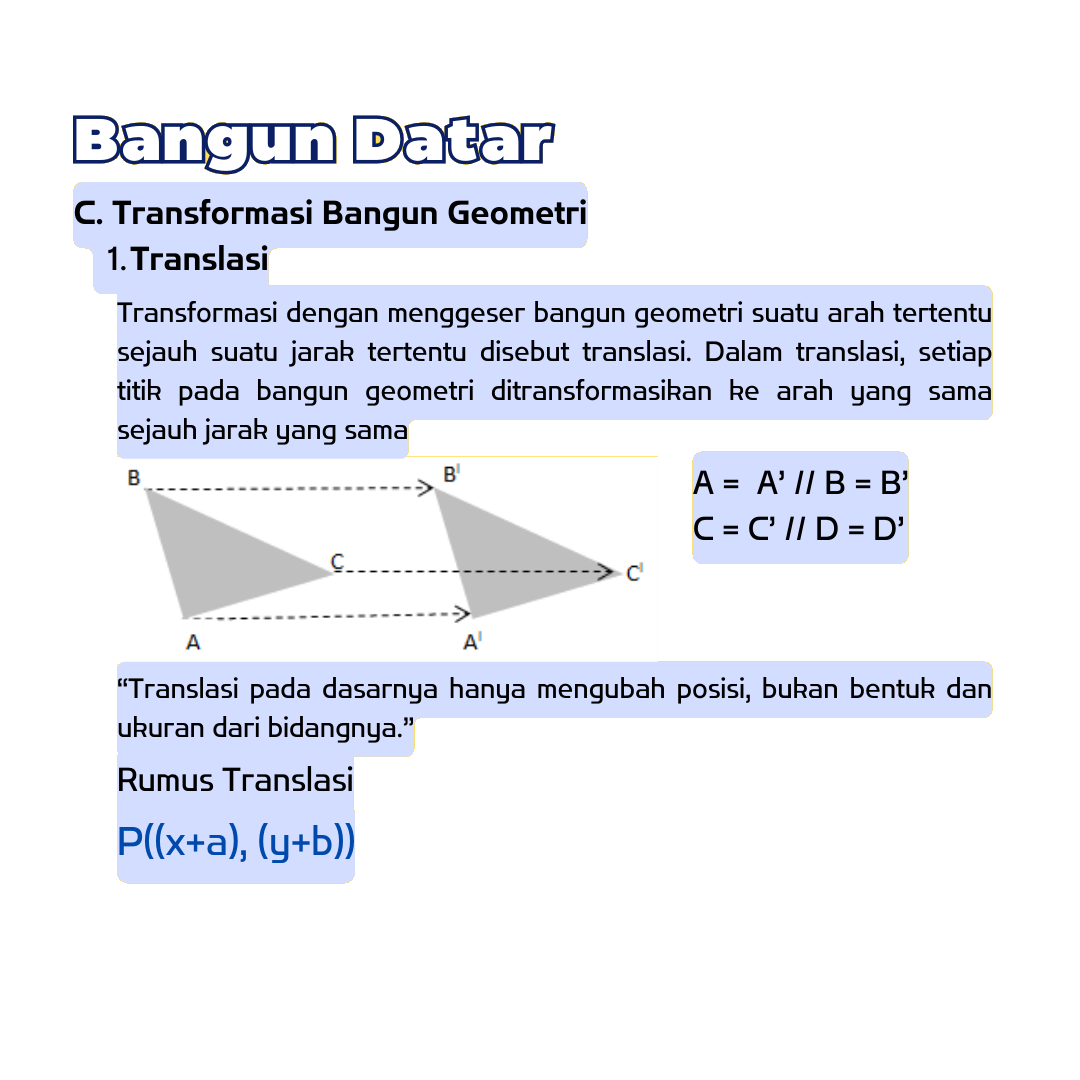 Bangun Datar
C. Transformasi Bangun Geometri
1. Translasi
Transformasi dengan menggeser bangun geometri suatu arah tertentu
sejauh suatu jarak tertentu disebut translasi. Dalam translasi, setiap
titik pada bangun geometri ditransformasikan ke arah yang sama
sejauh jarak yang sama
B
B'
C
C'
A
A'
A = A’ // B = B’
C = C’ // D = D’
“Translasi pada dasarnya hanya mengubah posisi, bukan bentuk dan
ukuran dari bidangnya.”
Rumus Translasi
P((x+a), (y+b))